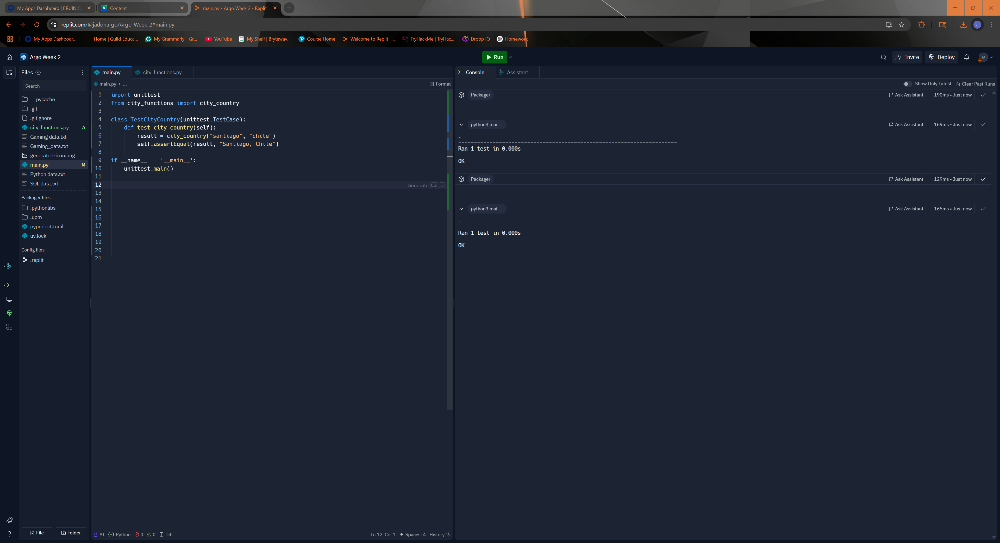 My Apps Dashboard | BRUIN C
Content
main.py - Argo Week 2 - Replit
replit.com/@jadonargo/Argo-Week-2#main.py
J
My Apps Dashboar...
Home | Guild Educa...
My Grammarly - Gr...
YouTube
My Shelf | Brytewav...
Course Home
Welcome to Replit -...
TryHackMe | TryHac...
Dropp IO
Homework
Argo Week 2
Run
Invite
Deploy
JA
Files
main.py
city_functions.py
Console
Assistant
Search
main.py > ...
Format
Show Only Latest
Clear Past Runs
__pycache__
.git
.gitignore
city_functions.py A
Gaming data.txt
Gaming_data.txt
generated-icon.png
main.py M
Python data.txt
SQL data.txt
Packager files
.pythonlibs
.upm
pyproject.toml
uv.lock
Config files
.replit
File
Folder
1 import unittest
2 from city_functions import city_country
3
4 class TestCityCountry(unittest.TestCase):
5     def test_city_country(self):
6         result = city_country("santiago", "chile")
7         self.assertEqual(result, "Santiago, Chile")
8
9 if __name__ == '__main__':
10     unittest.main()
11
12
Generate Ctrl I
13
14
15
16
17
18
19
20
21
AI
Python
0
0
Diff
Ln 12, Col 1
Spaces: 4
History
Packager
Ask Assistant
190ms • Just now
python3 mai...
Ask Assistant
169ms • Just now
.
----------------------------------------------------------------------
Ran 1 test in 0.000s
OK
Packager
Ask Assistant
129ms • Just now
python3 mai...
Ask Assistant
165ms • Just now
.
----------------------------------------------------------------------
Ran 1 test in 0.000s
OK